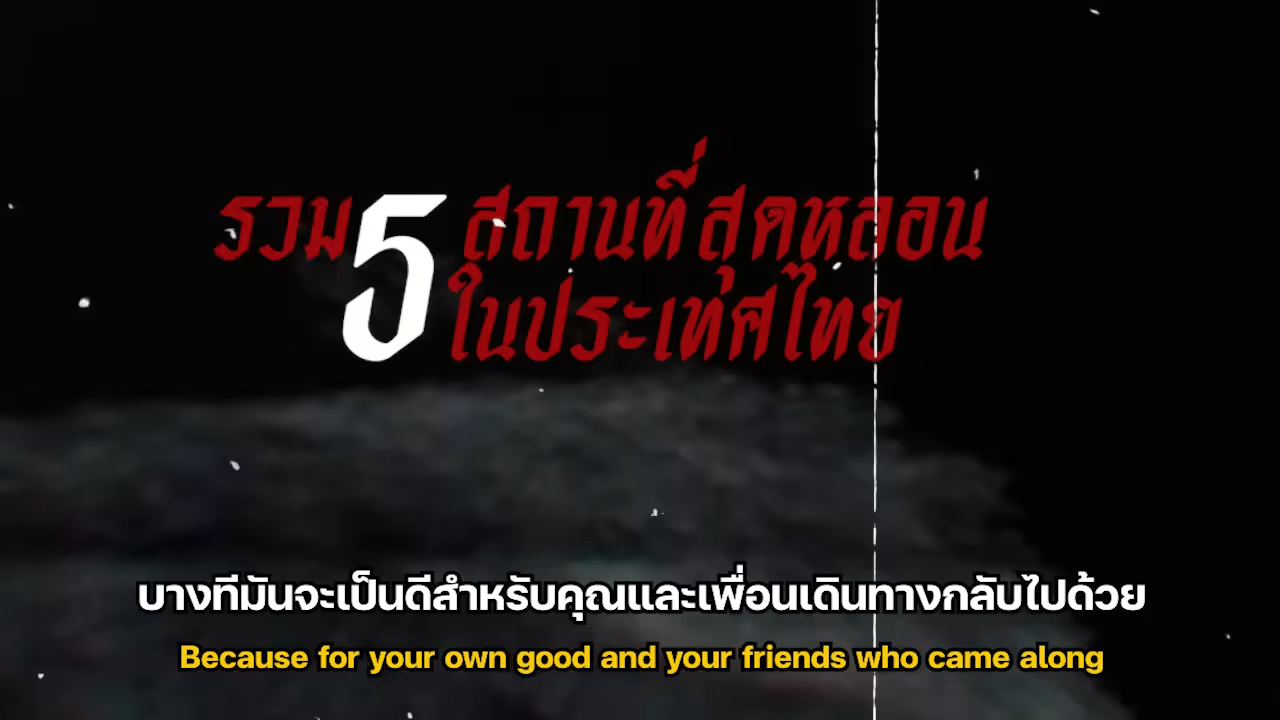 รวม 5 สถานที่สุดหลอน
ในประเทศไทย
บางทีมันจะเป็นดีสำหรับคุณและเพื่อนเดินทางกลับไปด้วย
Because for your own good and your friends who came along